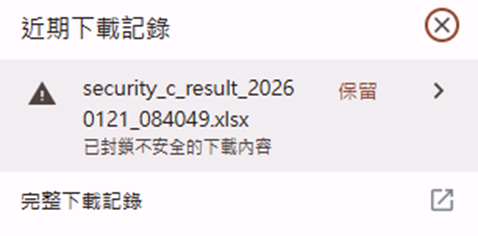 近期下載記錄
security_c_result_2026
0121_084049.xlsx
保留
已封鎖不安全的下載內容
完整下載記錄